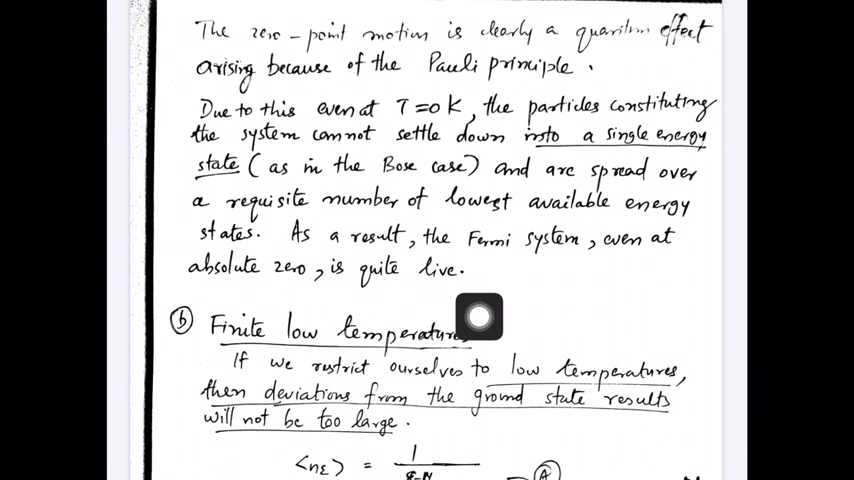 The zero-point motion is clearly a quantum effect
arising because of the Pauli principle.
Due to this even at T=0 K, the particles constituting
the system cannot settle down into a single energy
state (as in the Bose case) and are spread over
a requisite number of lowest available energy
states. As a result, the Fermi system, even at
absolute zero, is quite live.
(b) Finite low temperature
If we restrict ourselves to low temperatures,
then deviations from the ground state results
will not be too large.
<nε> = 1
(A)